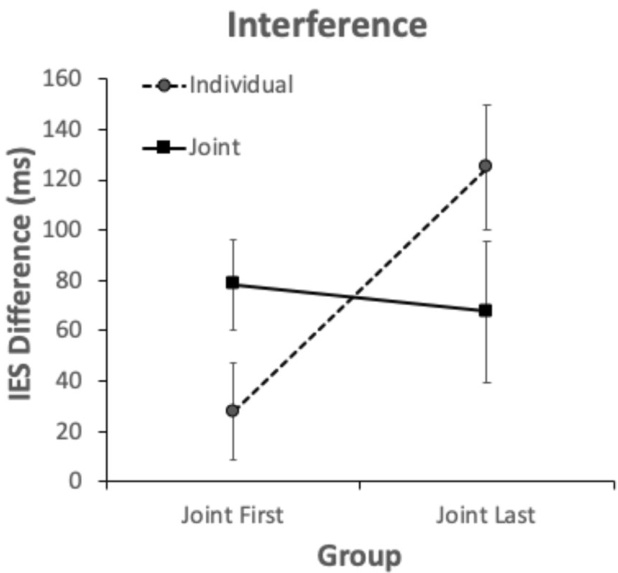 Interference
160
140
120
100
80
60
40
20
0
IES Difference (ms)
Individual
Joint
Joint First
Joint Last
Group